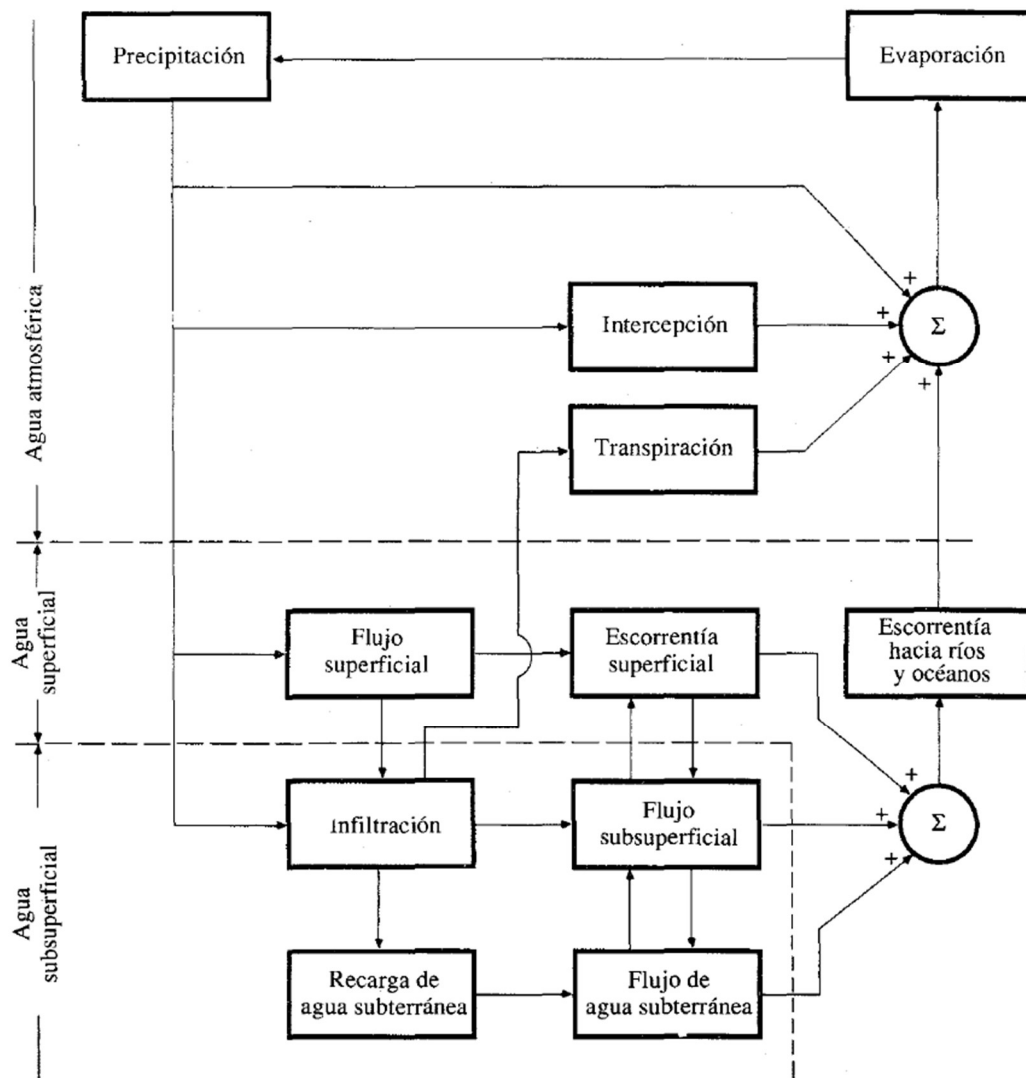 Precipitación
Evaporación
Agua atmosférica
+
Intercepción
+
Σ
+
+
Transpiración
Agua
superficial
Flujo
superficial
Escorrentía
superficial
Escorrentía
hacia ríos
y océanos
Agua
subsuperficial
Infiltración
Flujo
subsuperficial
+
+
Σ
+
Recarga de
agua subterránea
Flujo de
agua subterránea